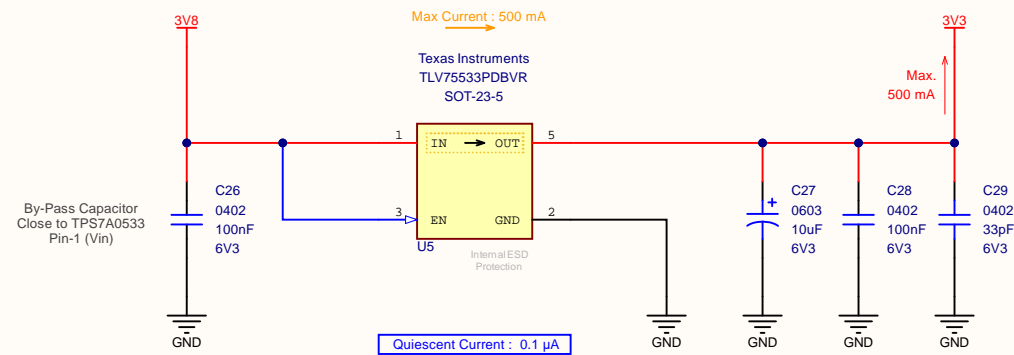 Max Current : 500 mA
3V8
3V3
Texas Instruments
TLV75533PDBVR
SOT-23-5
Max.
500 mA
1
IN
OUT
5
3
EN
GND
2
U5
Internal ESD
Protection
By-Pass Capacitor
Close to TPS7A0533
Pin-1 (Vin)
C26
0402
100nF
6V3
C27
0603
10uF
6V3
C28
0402
100nF
6V3
C29
0402
33pF
6V3
GND
GND
GND
GND
GND
Quiescent Current : 0.1 µA